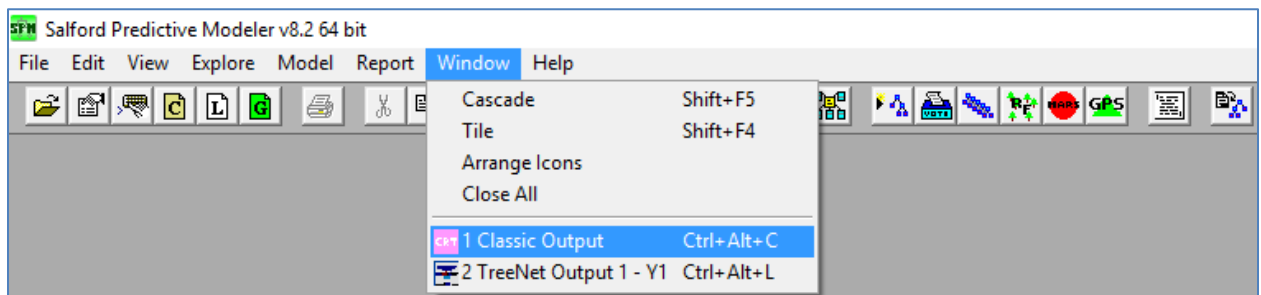 SPM Salford Predictive Modeler v8.2 64 bit
File Edit View Explore Model Report Window Help
C L G VOTE RF MARS GPS
Cascade Shift+F5
Tile Shift+F4
Arrange Icons
Close All
CRT 1 Classic Output Ctrl+Alt+C
2 TreeNet Output 1 - Y1 Ctrl+Alt+L